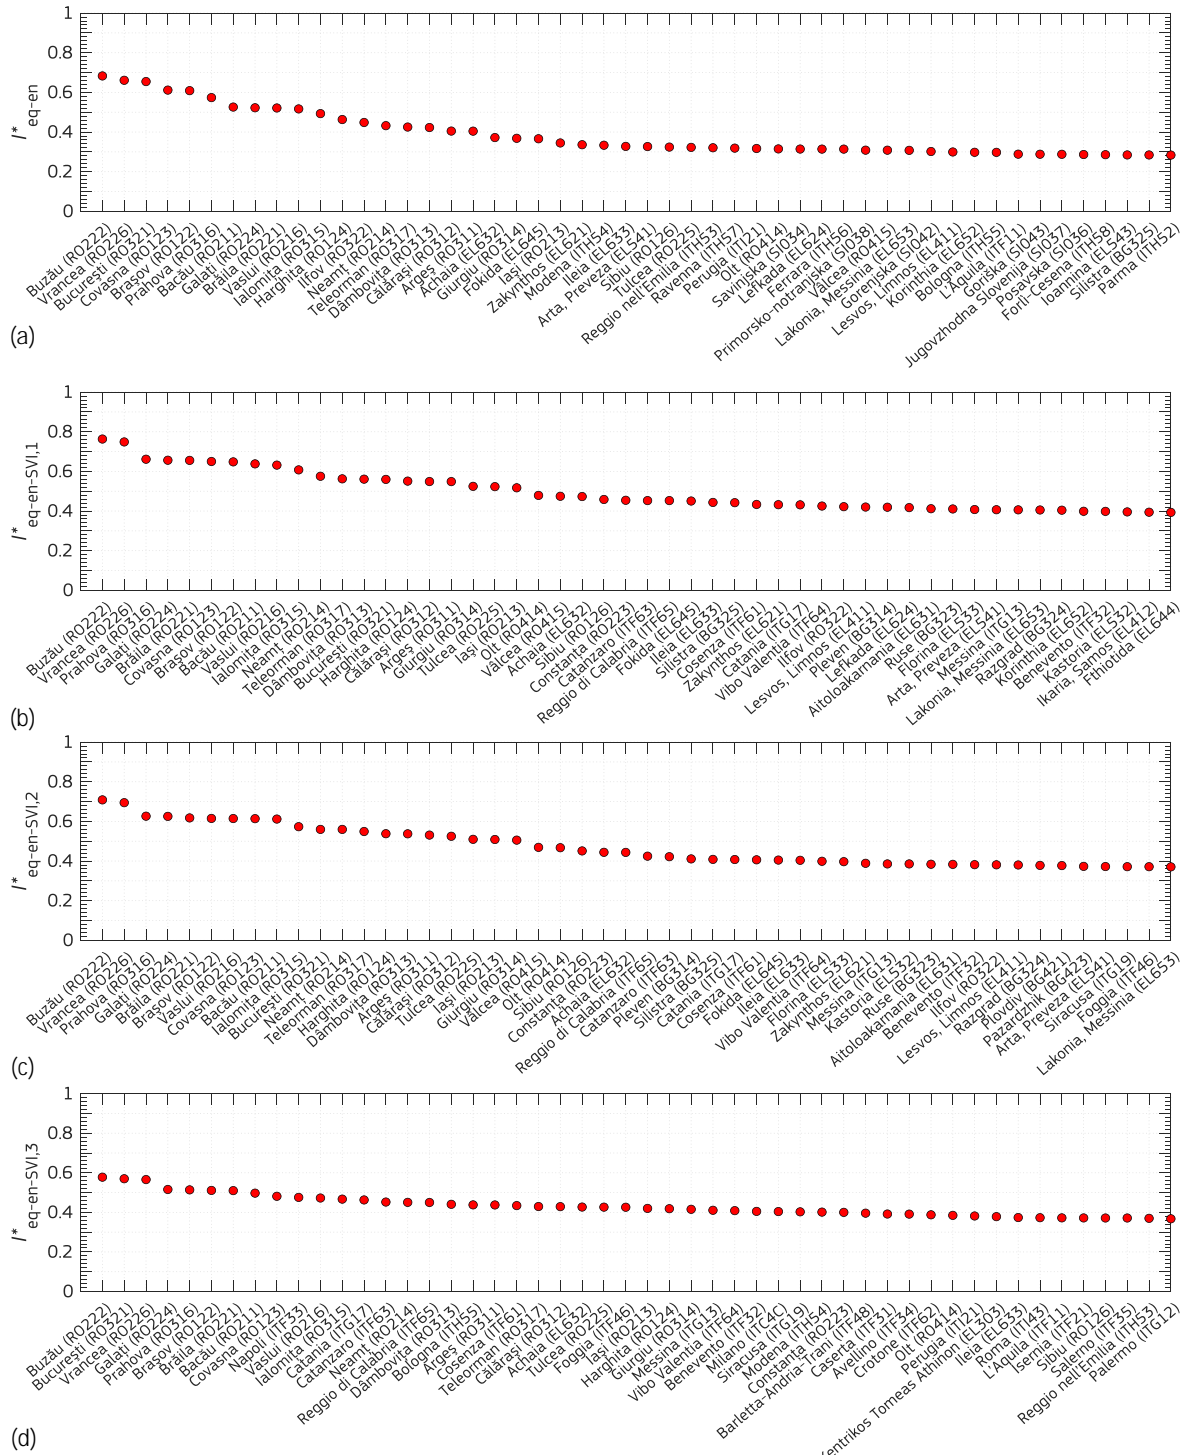 1
0.8
0.6
0.4
0.2
0
I*eq-en
Buzău (RO222)
Vrancea (RO226)
București (RO321)
Covasna (RO123)
Brașov (RO122)
Prahova (RO316)
Bacău (RO211)
Galați (RO224)
Brăila (RO221)
Vaslui (RO216)
Ialomița (RO315)
Harghita (RO124)
Ilfov (RO322)
Neamț (RO214)
Teleorman (RO317)
Dâmbovița (RO313)
Călărași (RO312)
Argeș (RO311)
Achaia (EL632)
Giurgiu (RO314)
Fokida (EL645)
Iași (RO213)
Zakynthos (EL621)
Modena (ITH54)
Ileia (EL633)
Arta, Preveza (EL541)
Sibiu (RO126)
Tulcea (RO225)
Reggio nell'Emilia (ITH53)
Ravenna (ITH57)
Perugia (ITI21)
Olt (RO414)
Savinjska (SI034)
Lefkada (EL624)
Ferrara (ITH56)
Primorsko-notranjska (SI038)
Vâlcea (RO415)
Lakonia, Messinia (EL653)
Gorenjska (SI042)
Lesvos, Limnos (EL411)
Korinthia (EL652)
Bologna (ITH55)
L'Aquila (ITF11)
Goriška (SI043)
Jugovzhodna Slovenija (SI037)
Posavska (SI036)
Forlì-Cesena (ITH58)
Ioannina (EL543)
Silistra (BG325)
Parma (ITH52)
(a)
1
0.8
0.6
0.4
0.2
0
I*eq-en-SVI,1
Buzău (RO222)
Vrancea (RO226)
Prahova (RO316)
Galați (RO224)
Brăila (RO221)
Covasna (RO123)
Brașov (RO122)
Bacău (RO211)
Vaslui (RO216)
Ialomița (RO315)
Neamț (RO214)
Teleorman (RO317)
Dâmbovița (RO313)
București (RO321)
Harghita (RO124)
Călărași (RO312)
Argeș (RO311)
Giurgiu (RO314)
Tulcea (RO225)
Iași (RO213)
Olt (RO414)
Vâlcea (RO415)
Achaia (EL632)
Sibiu (RO126)
Constanța (RO223)
Catanzaro (ITF63)
Reggio di Calabria (ITF65)
Fokida (EL645)
Ileia (EL633)
Silistra (BG325)
Cosenza (ITF61)
Zakynthos (EL621)
Catania (ITG17)
Vibo Valentia (ITF64)
Ilfov (RO322)
Lesvos, Limnos (EL411)
Pleven (BG314)
Lefkada (EL624)
Aitoloakarnania (EL631)
Ruse (BG323)
Florina (EL533)
Arta, Preveza (EL541)
Messina (ITG13)
Lakonia, Messinia (EL653)
Razgrad (BG324)
Korinthia (EL652)
Benevento (ITF32)
Kastoria (EL532)
Ikaria, Samos (EL412)
Fthiotida (EL644)
(b)
1
0.8
0.6
0.4
0.2
0
I*eq-en-SVI,2
Buzău (RO222)
Vrancea (RO226)
Prahova (RO316)
Galați (RO224)
Brăila (RO221)
Brașov (RO122)
Vaslui (RO216)
Covasna (RO123)
Bacău (RO211)
Ialomița (RO315)
București (RO321)
Neamț (RO214)
Teleorman (RO317)
Harghita (RO124)
Dâmbovița (RO313)
Argeș (RO311)
Călărași (RO312)
Tulcea (RO225)
Iași (RO213)
Giurgiu (RO314)
Vâlcea (RO415)
Olt (RO414)
Sibiu (RO126)
Constanța (RO223)
Achaia (EL632)
Reggio di Calabria (ITF65)
Catanzaro (ITF63)
Pleven (BG314)
Silistra (BG325)
Catania (ITG17)
Cosenza (ITF61)
Fokida (EL645)
Ileia (EL633)
Vibo Valentia (ITF64)
Florina (EL533)
Zakynthos (EL621)
Messina (ITG13)
Kastoria (EL532)
Ruse (BG323)
Aitoloakarnania (EL631)
Benevento (ITF32)
Ilfov (RO322)
Lesvos, Limnos (EL411)
Razgrad (BG324)
Plovdiv (BG421)
Pazardzhik (BG423)
Arta, Preveza (EL541)
Siracusa (ITG19)
Foggia (ITF46)
Lakonia, Messinia (EL653)
(c)
1
0.8
0.6
0.4
0.2
0
I*eq-en-SVI,3
Buzău (RO222)
București (RO321)
Vrancea (RO226)
Galați (RO224)
Prahova (RO316)
Brașov (RO122)
Brăila (RO221)
Bacău (RO211)
Covasna (RO123)
Napoli (ITF33)
Vaslui (RO216)
Ialomița (RO315)
Catania (ITG17)
Catanzaro (ITF63)
Neamț (RO214)
Reggio di Calabria (ITF65)
Dâmbovița (RO313)
Bologna (ITH55)
Argeș (RO311)
Cosenza (ITF61)
Teleorman (RO317)
Călărași (RO312)
Achaia (EL632)
Tulcea (RO225)
Foggia (ITF46)
Iași (RO213)
Harghita (RO124)
Giurgiu (RO314)
Messina (ITG13)
Vibo Valentia (ITF64)
Benevento (ITF32)
Milano (ITC4C)
Siracusa (ITG19)
Modena (ITH54)
Constanța (RO223)
Barletta-Andria-Trani (ITF48)
Caserta (ITF31)
Avellino (ITF34)
Crotone (ITF62)
Olt (RO414)
Perugia (ITI21)
Kentrikos Tomeas Athinon (EL303)
Ileia (EL633)
Roma (ITI43)
L'Aquila (ITF11)
Isernia (ITF21)
Sibiu (RO126)
Salerno (ITF35)
Reggio nell'Emilia (ITH53)
Palermo (ITG12)
(d)